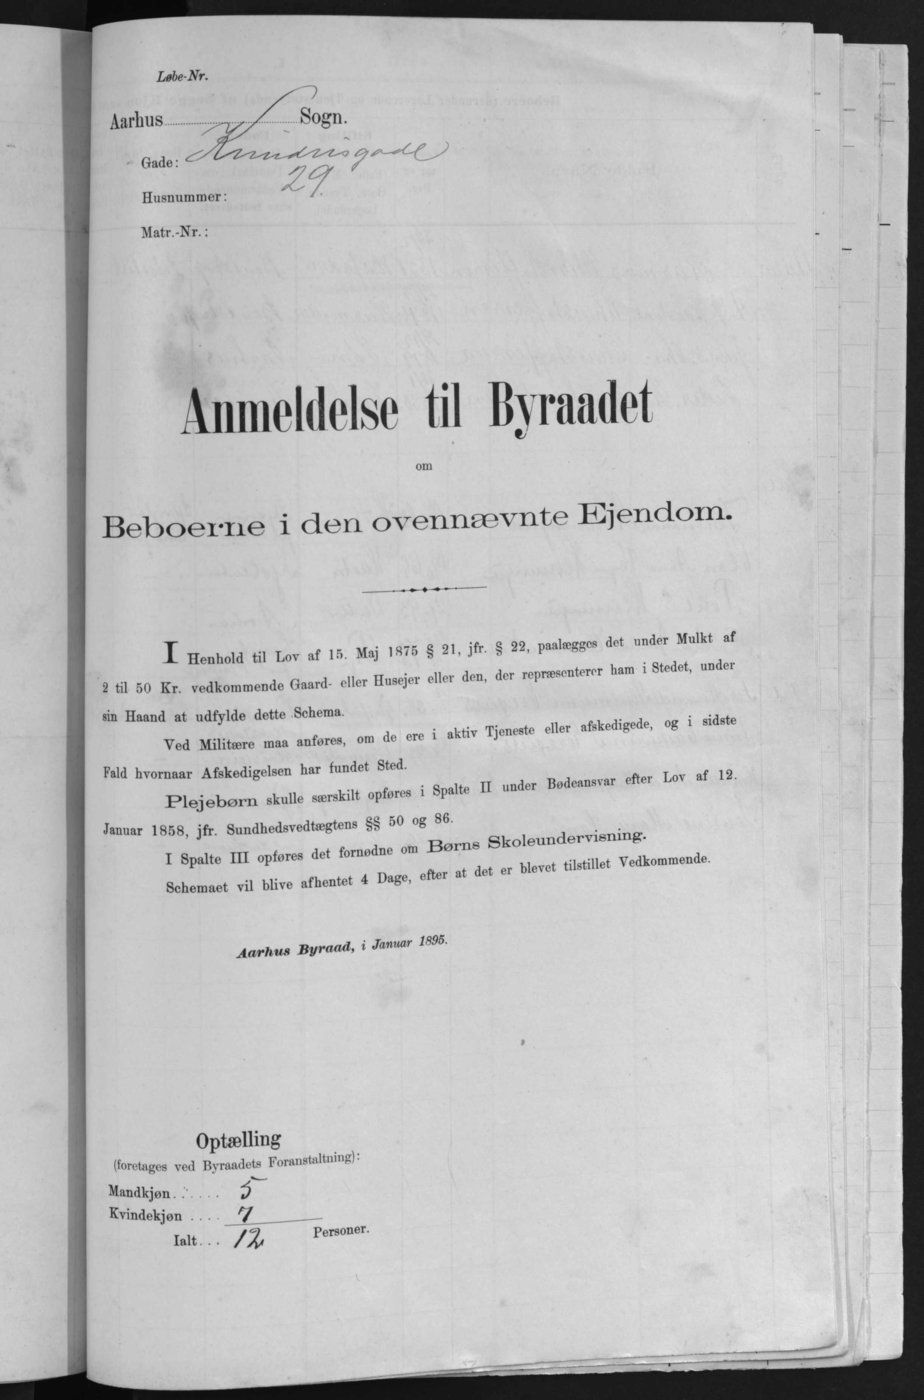 Løbe-Nr.
Aarhus Sogn.
Gade: Knudrisgade
Husnummer: 29.
Matr.-Nr.:
Anmeldelse til Byraadet
om
Beboerne i den ovennævnte Ejendom.
I Henhold til Lov af 15. Maj 1875 § 21, jfr. § 22, paalægges det under Mulkt af
2 til 50 Kr. vedkommende Gaard- eller Husejer eller den, der repræsenterer ham i Stedet, under
sin Haand at udfylde dette Schema.
Ved Militære maa anføres, om de ere i aktiv Tjeneste eller afskedigede, og i sidste
Fald hvornaar Afskedigelsen har fundet Sted.
Plejebørn skulle særskilt opføres i Spalte II under Bødeansvar efter Lov af 12.
Januar 1858, jfr. Sundhedsvedtægtens §§ 50 og 86.
I Spalte III opføres det fornødne om Børns Skoleundervisning.
Schemaet vil blive afhentet 4 Dage, efter at det er blevet tilstillet Vedkommende.
Aarhus Byraad, i Januar 1895.
Optælling
(foretages ved Byraadets Foranstaltning):
Mandkjøn...... 5
Kvindekjøn .... 7
Ialt... 12 Personer.